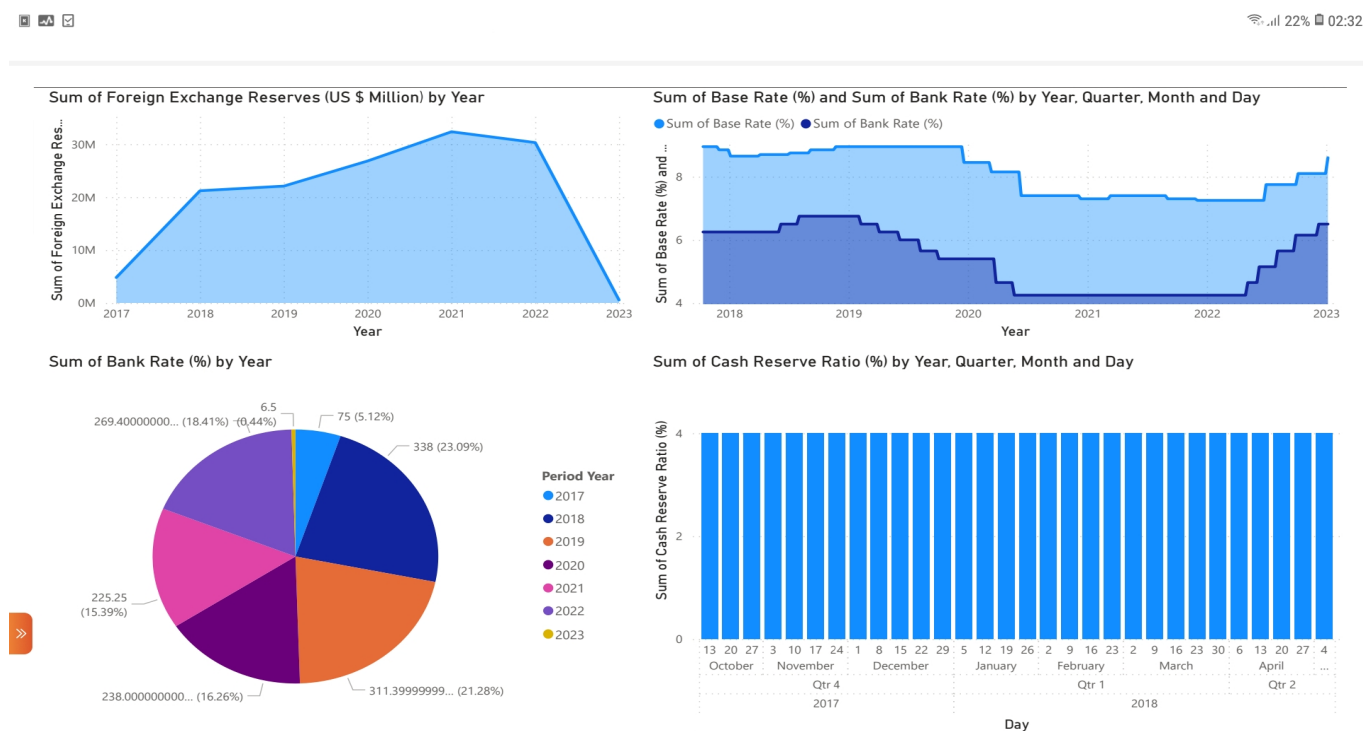 22% 02:32
Sum of Foreign Exchange Reserves (US $ Million) by Year
Sum of Foreign Exchange Res...
30M
20M
10M
0M
2017 2018 2019 2020 2021 2022 2023
Year
Sum of Base Rate (%) and Sum of Bank Rate (%) by Year, Quarter, Month and Day
Sum of Base Rate (%) Sum of Bank Rate (%)
Sum of Base Rate (%) and ...
8
6
4
2018 2019 2020 2021 2022 2023
Year
Sum of Bank Rate (%) by Year
6.5
(0.44%)
75 (5.12%)
338 (23.09%)
311.39999999... (21.28%)
238.000000000... (16.26%)
225.25
(15.39%)
269.40000000... (18.41%)
Period Year
2017
2018
2019
2020
2021
2022
2023
Sum of Cash Reserve Ratio (%) by Year, Quarter, Month and Day
Sum of Cash Reserve Ratio (%)
4
2
0
13 20 27 3 10 17 24 1 8 15 22 29 5 12 19 26 2 9 16 23 2 9 16 23 30 6 13 20 27 4
October November December January February March April ...
Qtr 4 Qtr 1 Qtr 2
2017 2018
Day